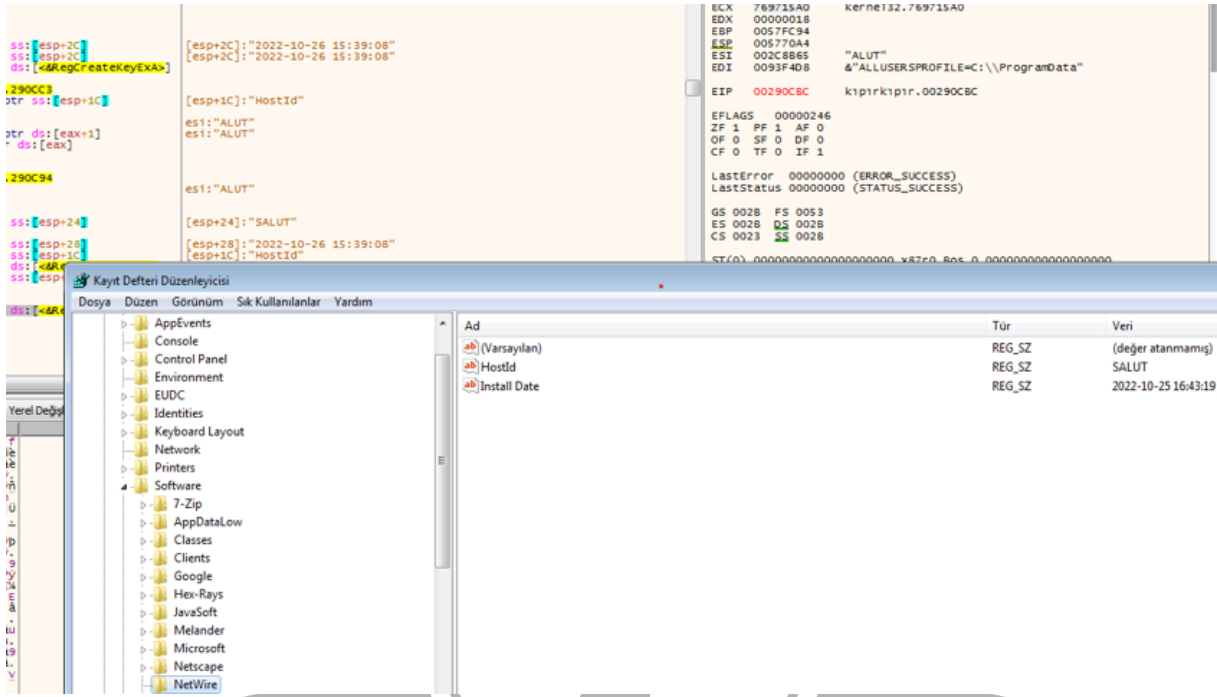 ss:[esp+2C] [esp+2C]:"2022-10-26 15:39:08"
ss:[esp+2C] [esp+2C]:"2022-10-26 15:39:08"
ds:[<&RegCreateKeyExA>]
.290CC3
ptr ss:[esp+1C] [esp+1C]:"HostId"
esi:"ALUT"
ptr ds:[eax+1] esi:"ALUT"
ds:[eax]
.290C94
esi:"ALUT"
ss:[esp+24] [esp+24]:"SALUT"
ss:[esp+28] [esp+28]:"2022-10-26 15:39:08"
ss:[esp+1C] [esp+1C]:"HostId"
ds:[<&Re
ss:[esp+
ds:[<&Re
ECX 769715A0 kernel32.769715A0
EDX 00000018
EBP 0057FC94
ESP 005770A4
ESI 002C8B65 "ALUT"
EDI 0093F4D8 &"ALLUSERSPROFILE=C:\\ProgramData"
EIP 00290CBC kıpırkıpır.00290CBC
EFLAGS 00000246
ZF 1 PF 1 AF 0
OF 0 SF 0 DF 0
CF 0 TF 0 IF 1
LastError 00000000 (ERROR_SUCCESS)
LastStatus 00000000 (STATUS_SUCCESS)
GS 002B FS 0053
ES 002B DS 002B
CS 0023 SS 002B
ST(0) 00000000000000000000 x87r0 Boş 0.000000000000000000
Kayıt Defteri Düzenleyicisi
Dosya Düzen Görünüm Sık Kullanılanlar Yardım
AppEvents
Console
Control Panel
Environment
EUDC
Identities
Keyboard Layout
Network
Printers
Software
7-Zip
AppDataLow
Classes
Clients
Google
Hex-Rays
JavaSoft
Melander
Microsoft
Netscape
NetWire
Ad Tür Veri
(Varsayılan) REG_SZ (değer atanmamış)
HostId REG_SZ SALUT
Install Date REG_SZ 2022-10-25 16:43:19
Yerel Değişk